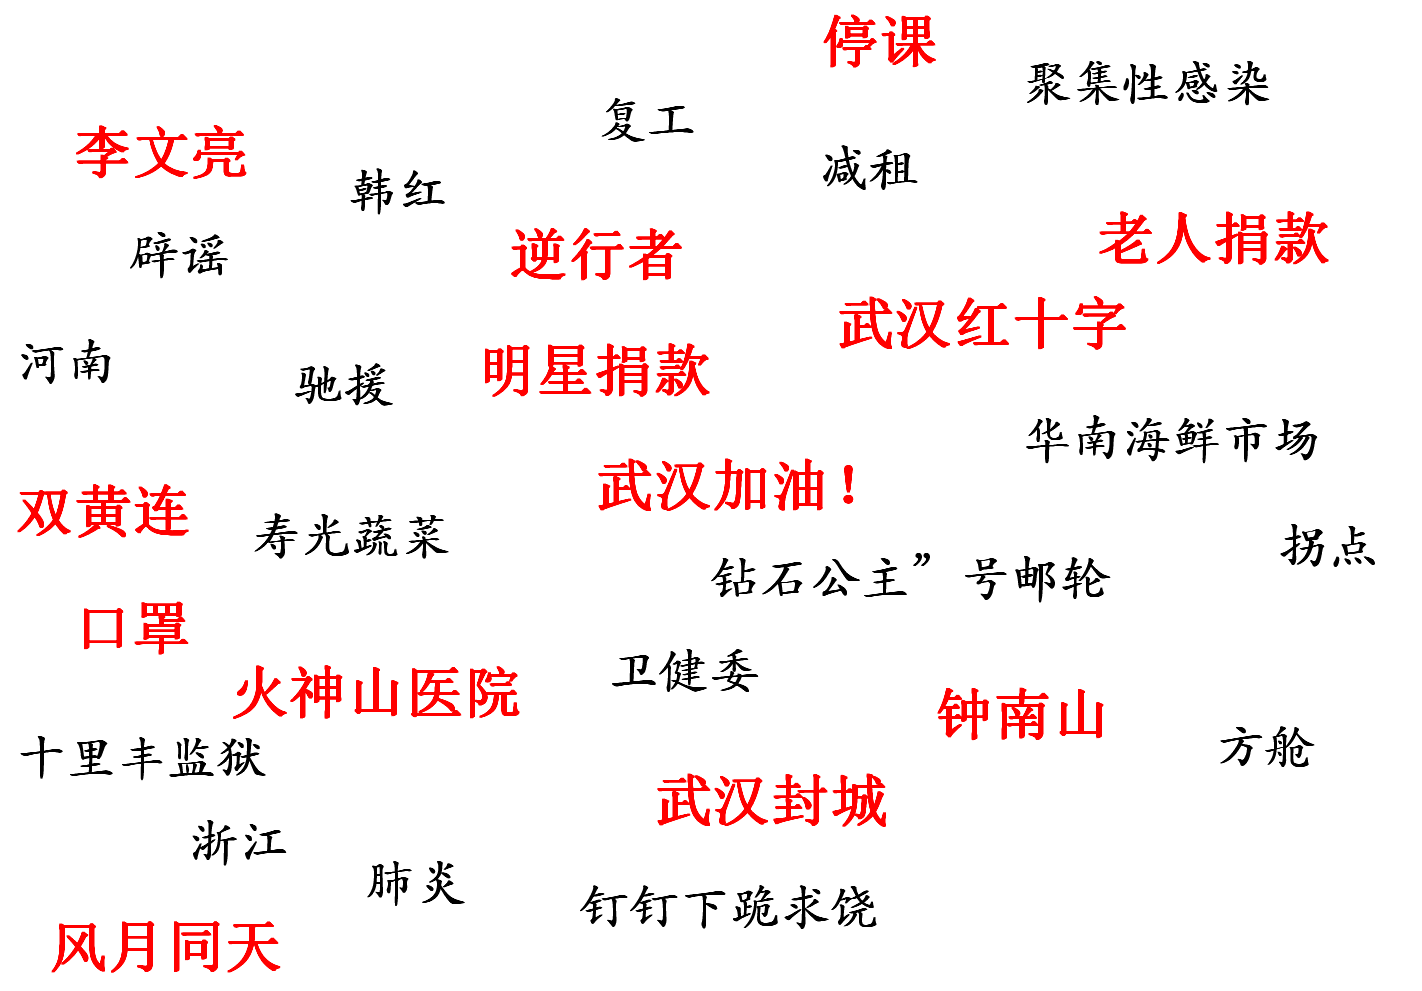 停课
聚集性感染
复工
李文亮
减租
韩红
老人捐款
逆行者
辟谣
武汉红十字
河南
明星捐款
驰援
华南海鲜市场
武汉加油！
双黄连
寿光蔬菜
拐点
钻石公主”号邮轮
口罩
卫健委
火神山医院
钟南山
方舱
十里丰监狱
武汉封城
浙江
肺炎
钉钉下跪求饶
风月同天